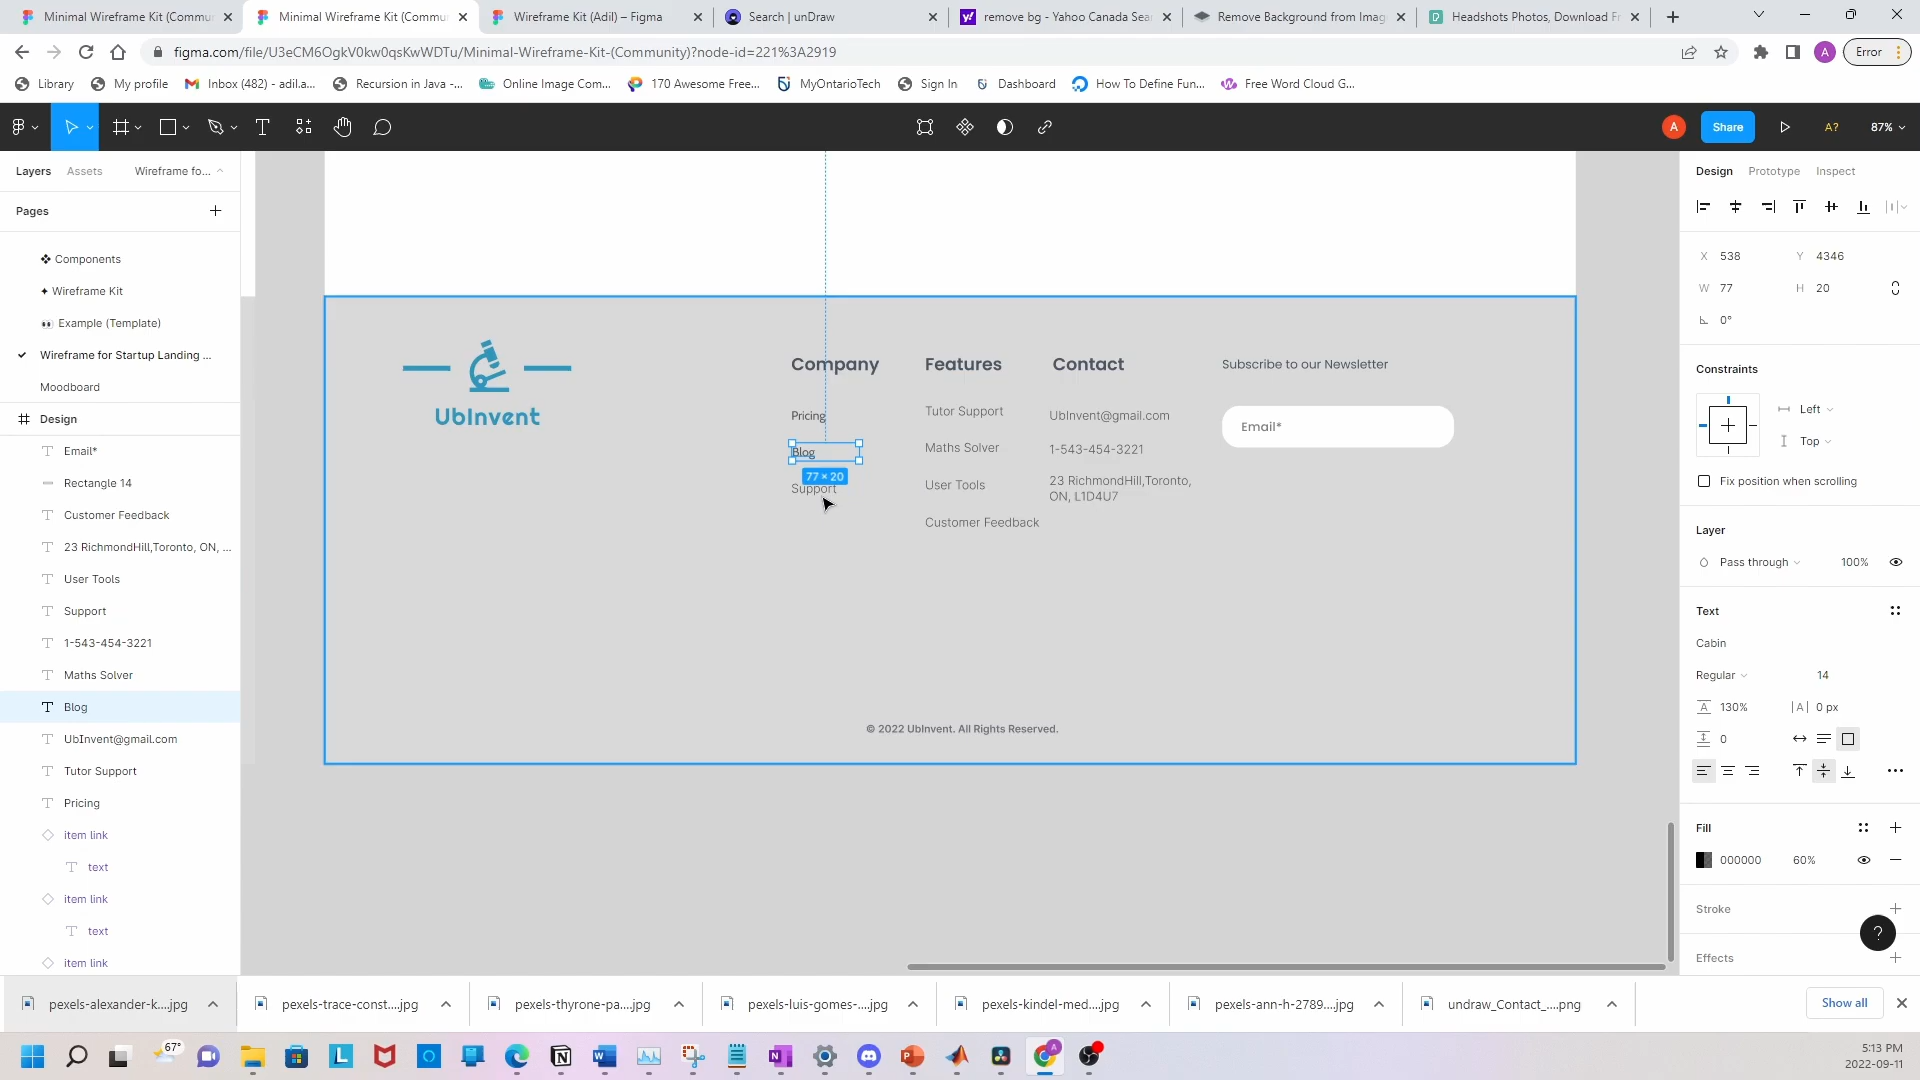 Minimal Wireframe Kit (Commun
Minimal Wireframe Kit (Commu
Wireframe Kit (Adil) – Figma
Search | unDraw
remove bg - Yahoo Canada Sea
Remove Background from Imag
Headshots Photos, Download Fr
figma.com/file/U3eCM6OgkV0kw0qsKwWDTu/Minimal-Wireframe-Kit-(Community)?node-id=221%3A2919
A
Error
Library
My profile
Inbox (482) - adil.a...
Recursion in Java -...
Online Image Com...
170 Awesome Free...
MyOntarioTech
Sign In
Dashboard
How To Define Fun...
Free Word Cloud G...
A
Share
A?
87%
Layers
Assets
Wireframe fo...
Design
Prototype
Inspect
Pages
Components
Wireframe Kit
Example (Template)
Wireframe for Startup Landing ...
Moodboard
Design
Email*
Rectangle 14
Customer Feedback
23 RichmondHill,Toronto, ON, ...
User Tools
Support
1-543-454-3221
Maths Solver
Blog
UbInvent@gmail.com
Tutor Support
Pricing
item link
text
item link
text
item link
UbInvent
Company
Pricing
Blog
77 × 20
Support
Features
Tutor Support
Maths Solver
User Tools
Customer Feedback
Contact
UbInvent@gmail.com
1-543-454-3221
23 RichmondHill,Toronto,
ON, L1D4U7
Subscribe to our Newsletter
Email*
© 2022 UbInvent. All Rights Reserved.
X 538 Y 4346
W 77 H 20
0°
Constraints
Left
Top
Fix position when scrolling
Layer
Pass through 100%
Text
Cabin
Regular 14
130% |A| 0 px
0
Fill
000000 60%
Stroke
?
Effects
pexels-alexander-k....jpg
pexels-trace-const....jpg
pexels-thyrone-pa....jpg
pexels-luis-gomes-....jpg
pexels-kindel-med....jpg
pexels-ann-h-2789....jpg
undraw_Contact_....png
Show all
67°
5:13 PM
2022-09-11